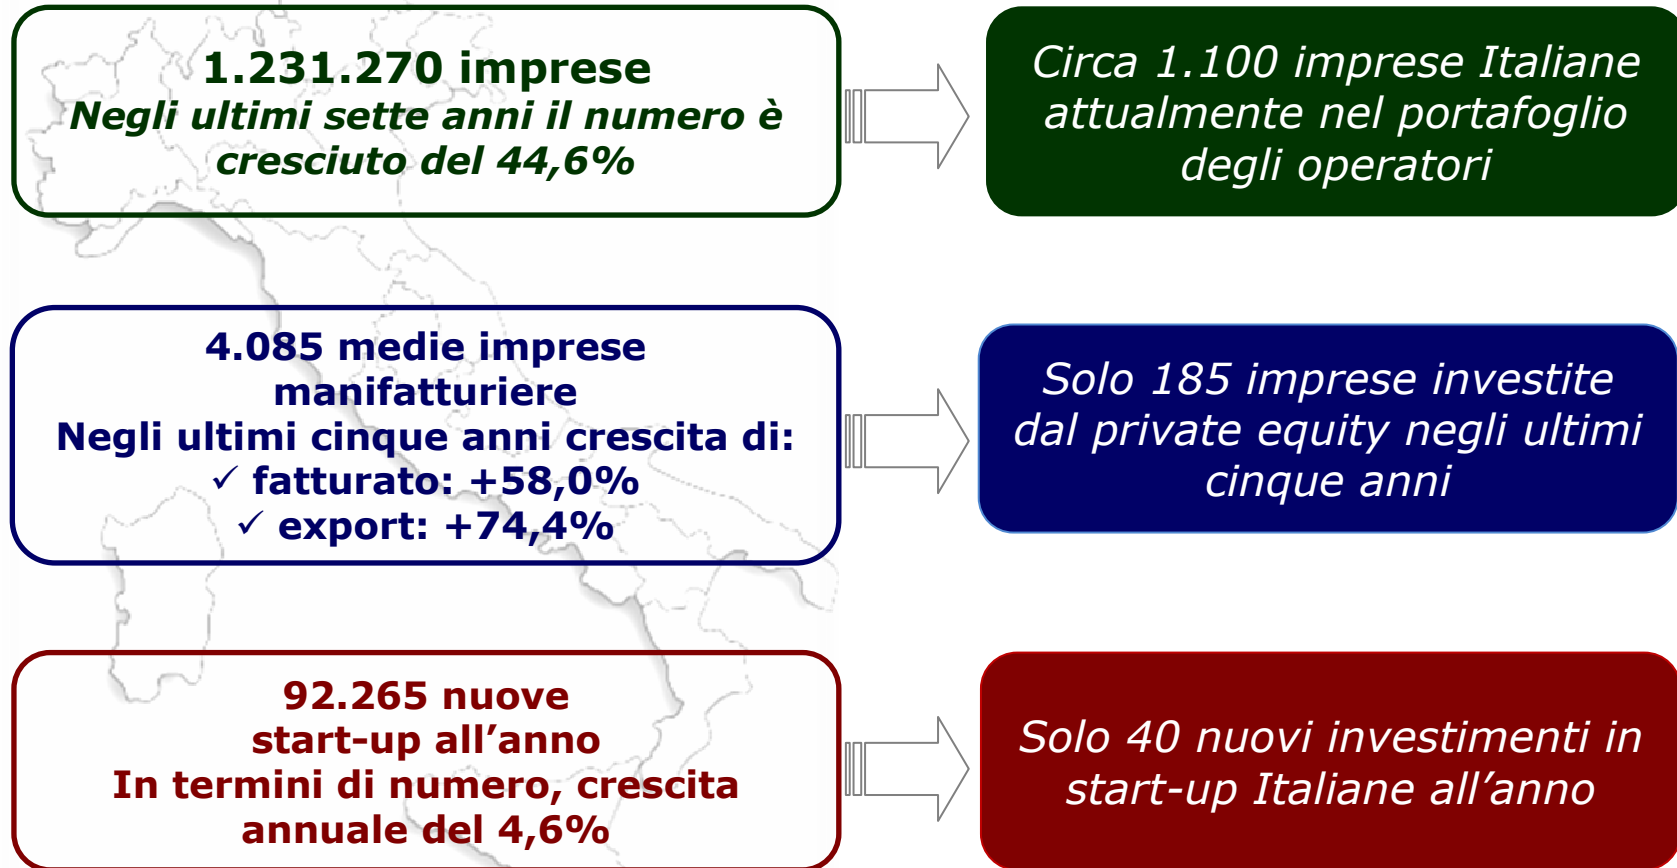 1.231.270 imprese
Negli ultimi sette anni il numero è
cresciuto del 44,6%
Circa 1.100 imprese Italiane
attualmente nel portafoglio
degli operatori
4.085 medie imprese
manifatturiere
Negli ultimi cinque anni crescita di:
✓ fatturato: +58,0%
✓ export: +74,4%
Solo 185 imprese investite
dal private equity negli ultimi
cinque anni
92.265 nuove
start-up all’anno
In termini di numero, crescita
annuale del 4,6%
Solo 40 nuovi investimenti in
start-up Italiane all’anno